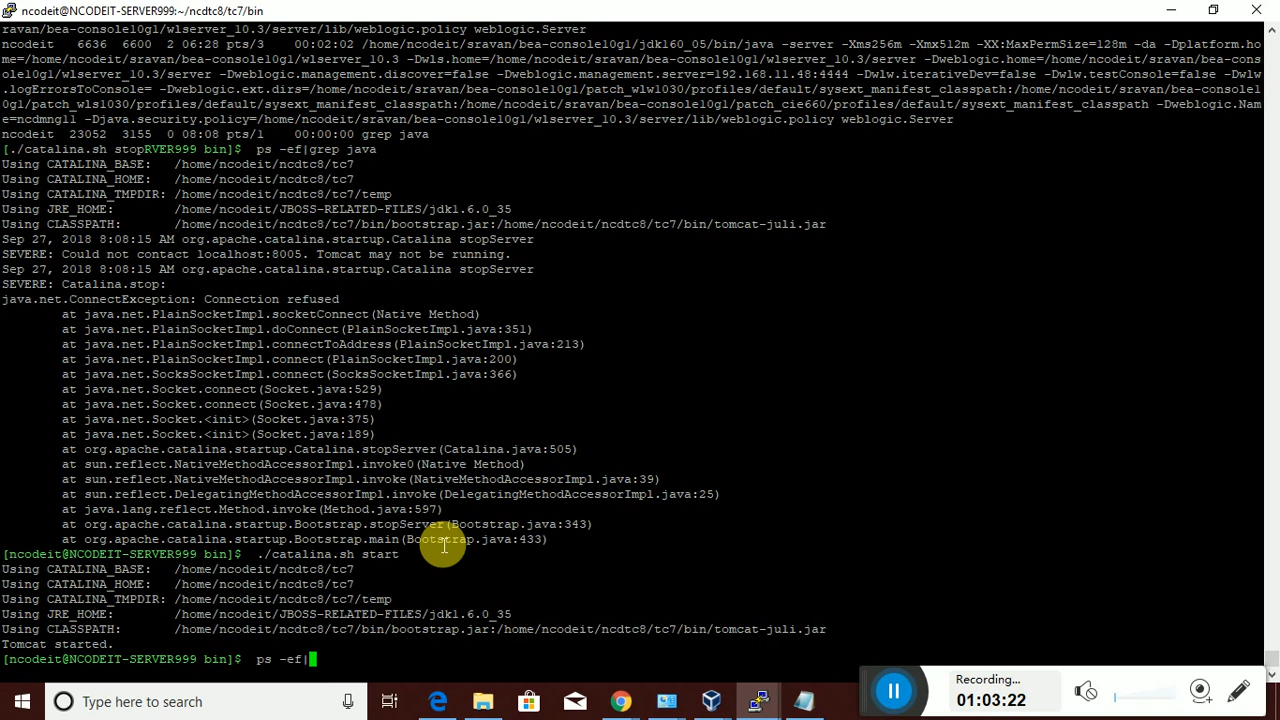 ncodeit@NCODEIT-SERVER999:~/ncdtc8/tc7/bin
ravan/bea-console10g1/wlserver_10.3/server/lib/weblogic.policy weblogic.Server
ncodeit   6636  6600  2 06:28 pts/3    00:02:02 /home/ncodeit/sravan/bea-console10g1/jdk160_05/bin/java -server -Xms256m -Xmx512m -XX:MaxPermSize=128m -da -Dplatform.ho
me=/home/ncodeit/sravan/bea-console10g1/wlserver_10.3 -Dwls.home=/home/ncodeit/sravan/bea-console10g1/wlserver_10.3/server -Dweblogic.home=/home/ncodeit/sravan/bea-cons
ole10g1/wlserver_10.3/server -Dweblogic.management.discover=false -Dweblogic.management.server=192.168.11.48:4444 -Dwlw.iterativeDev=false -Dwlw.testConsole=false -Dwlw
.logErrorsToConsole= -Dweblogic.ext.dirs=/home/ncodeit/sravan/bea-console10g1/patch_wlw1030/profiles/default/sysext_manifest_classpath:/home/ncodeit/sravan/bea-console1
0g1/patch_wls1030/profiles/default/sysext_manifest_classpath:/home/ncodeit/sravan/bea-console10g1/patch_cie660/profiles/default/sysext_manifest_classpath -Dweblogic.Nam
e=ncdmng11 -Djava.security.policy=/home/ncodeit/sravan/bea-console10g1/wlserver_10.3/server/lib/weblogic.policy weblogic.Server
ncodeit  23052  3155  0 08:08 pts/1    00:00:00 grep java
[./catalina.sh stopRVER999 bin]$  ps -ef|grep java
Using CATALINA_BASE:   /home/ncodeit/ncdtc8/tc7
Using CATALINA_HOME:   /home/ncodeit/ncdtc8/tc7
Using CATALINA_TMPDIR: /home/ncodeit/ncdtc8/tc7/temp
Using JRE_HOME:        /home/ncodeit/JBOSS-RELATED-FILES/jdk1.6.0_35
Using CLASSPATH:       /home/ncodeit/ncdtc8/tc7/bin/bootstrap.jar:/home/ncodeit/ncdtc8/tc7/bin/tomcat-juli.jar
Sep 27, 2018 8:08:15 AM org.apache.catalina.startup.Catalina stopServer
SEVERE: Could not contact localhost:8005. Tomcat may not be running.
Sep 27, 2018 8:08:15 AM org.apache.catalina.startup.Catalina stopServer
SEVERE: Catalina.stop:
java.net.ConnectException: Connection refused
at java.net.PlainSocketImpl.socketConnect(Native Method)
at java.net.PlainSocketImpl.doConnect(PlainSocketImpl.java:351)
at java.net.PlainSocketImpl.connectToAddress(PlainSocketImpl.java:213)
at java.net.PlainSocketImpl.connect(PlainSocketImpl.java:200)
at java.net.SocksSocketImpl.connect(SocksSocketImpl.java:366)
at java.net.Socket.connect(Socket.java:529)
at java.net.Socket.connect(Socket.java:478)
at java.net.Socket.<init>(Socket.java:375)
at java.net.Socket.<init>(Socket.java:189)
at org.apache.catalina.startup.Catalina.stopServer(Catalina.java:505)
at sun.reflect.NativeMethodAccessorImpl.invoke0(Native Method)
at sun.reflect.NativeMethodAccessorImpl.invoke(NativeMethodAccessorImpl.java:39)
at sun.reflect.DelegatingMethodAccessorImpl.invoke(DelegatingMethodAccessorImpl.java:25)
at java.lang.reflect.Method.invoke(Method.java:597)
at org.apache.catalina.startup.Bootstrap.stopServer(Bootstrap.java:343)
at org.apache.catalina.startup.Bootstrap.main(Bootstrap.java:433)
[ncodeit@NCODEIT-SERVER999 bin]$  ./catalina.sh start
Using CATALINA_BASE:   /home/ncodeit/ncdtc8/tc7
Using CATALINA_HOME:   /home/ncodeit/ncdtc8/tc7
Using CATALINA_TMPDIR: /home/ncodeit/ncdtc8/tc7/temp
Using JRE_HOME:        /home/ncodeit/JBOSS-RELATED-FILES/jdk1.6.0_35
Using CLASSPATH:       /home/ncodeit/ncdtc8/tc7/bin/bootstrap.jar:/home/ncodeit/ncdtc8/tc7/bin/tomcat-juli.jar
Tomcat started.
[ncodeit@NCODEIT-SERVER999 bin]$  ps -ef|
Recording...
01:03:22
Type here to search